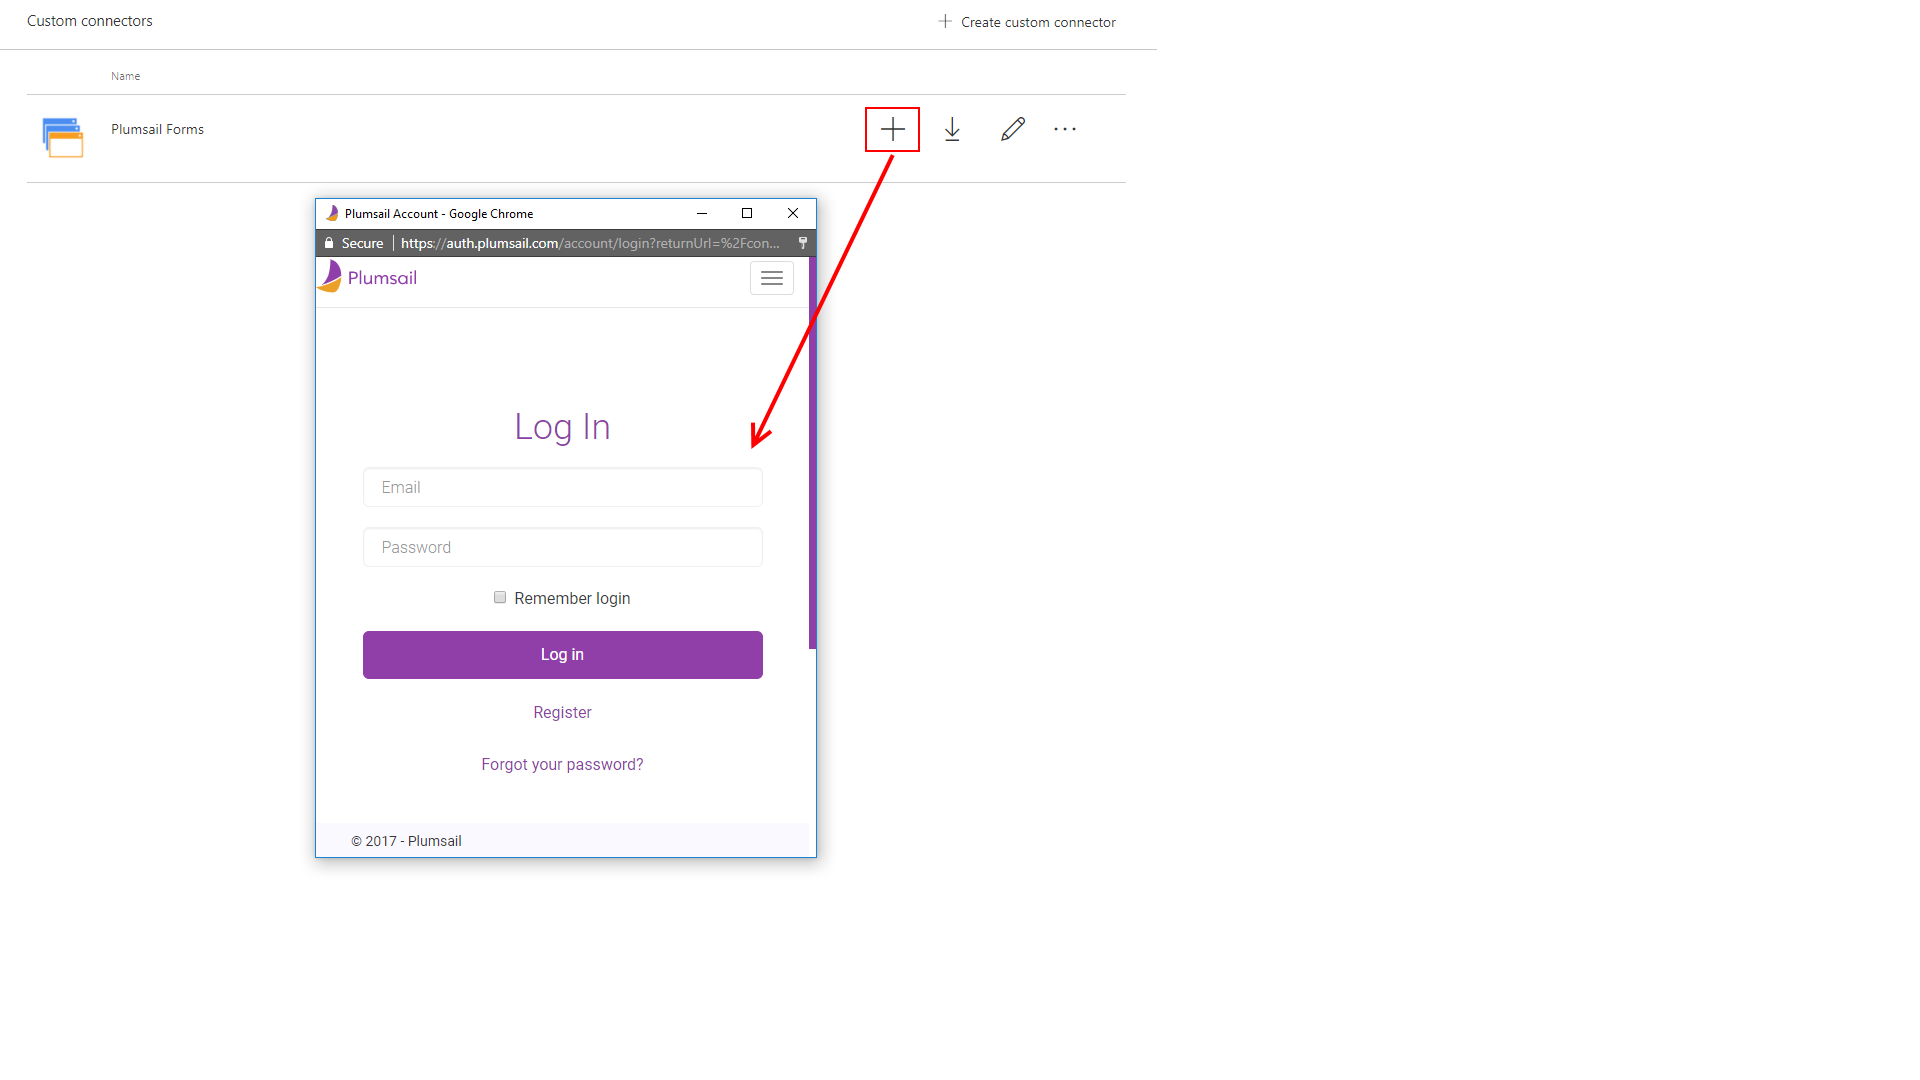 Custom connectors
Create custom connector
Name
Plumsail Forms
Plumsail Account - Google Chrome
Secure | https://auth.plumsail.com/account/login?returnUrl=%2Fcon...
Plumsail
Log In
Email
Password
Remember login
Log in
Register
Forgot your password?
© 2017 - Plumsail